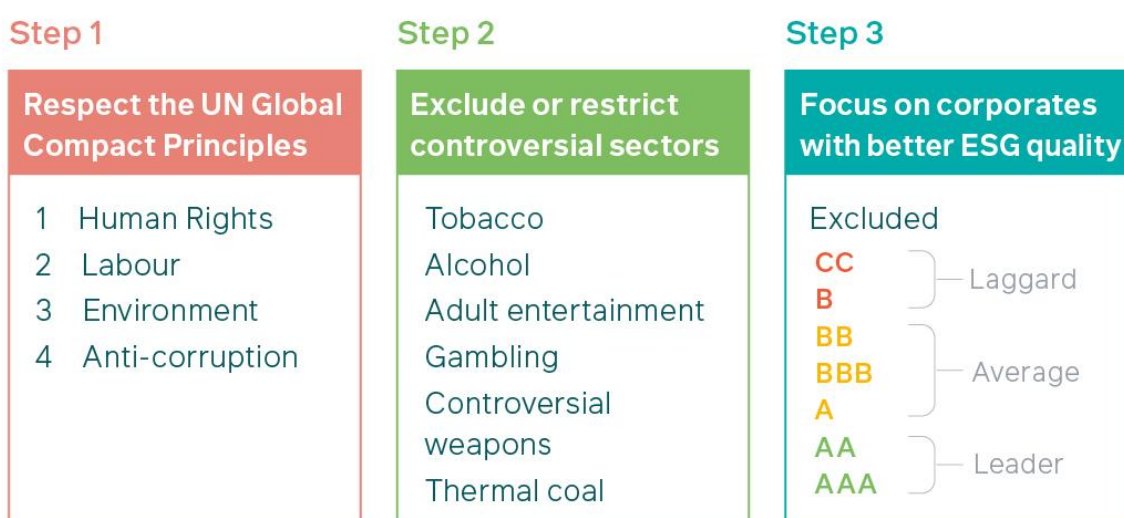 Step 1
Respect the UN Global
Compact Principles
1 Human Rights
2 Labour
3 Environment
4 Anti-corruption
Step 2
Exclude or restrict
controversial sectors
Tobacco
Alcohol
Adult entertainment
Gambling
Controversial
weapons
Thermal coal
Step 3
Focus on corporates
with better ESG quality
Excluded
CC
B
Laggard
BB
BBB
A
Average
AA
AAA
Leader